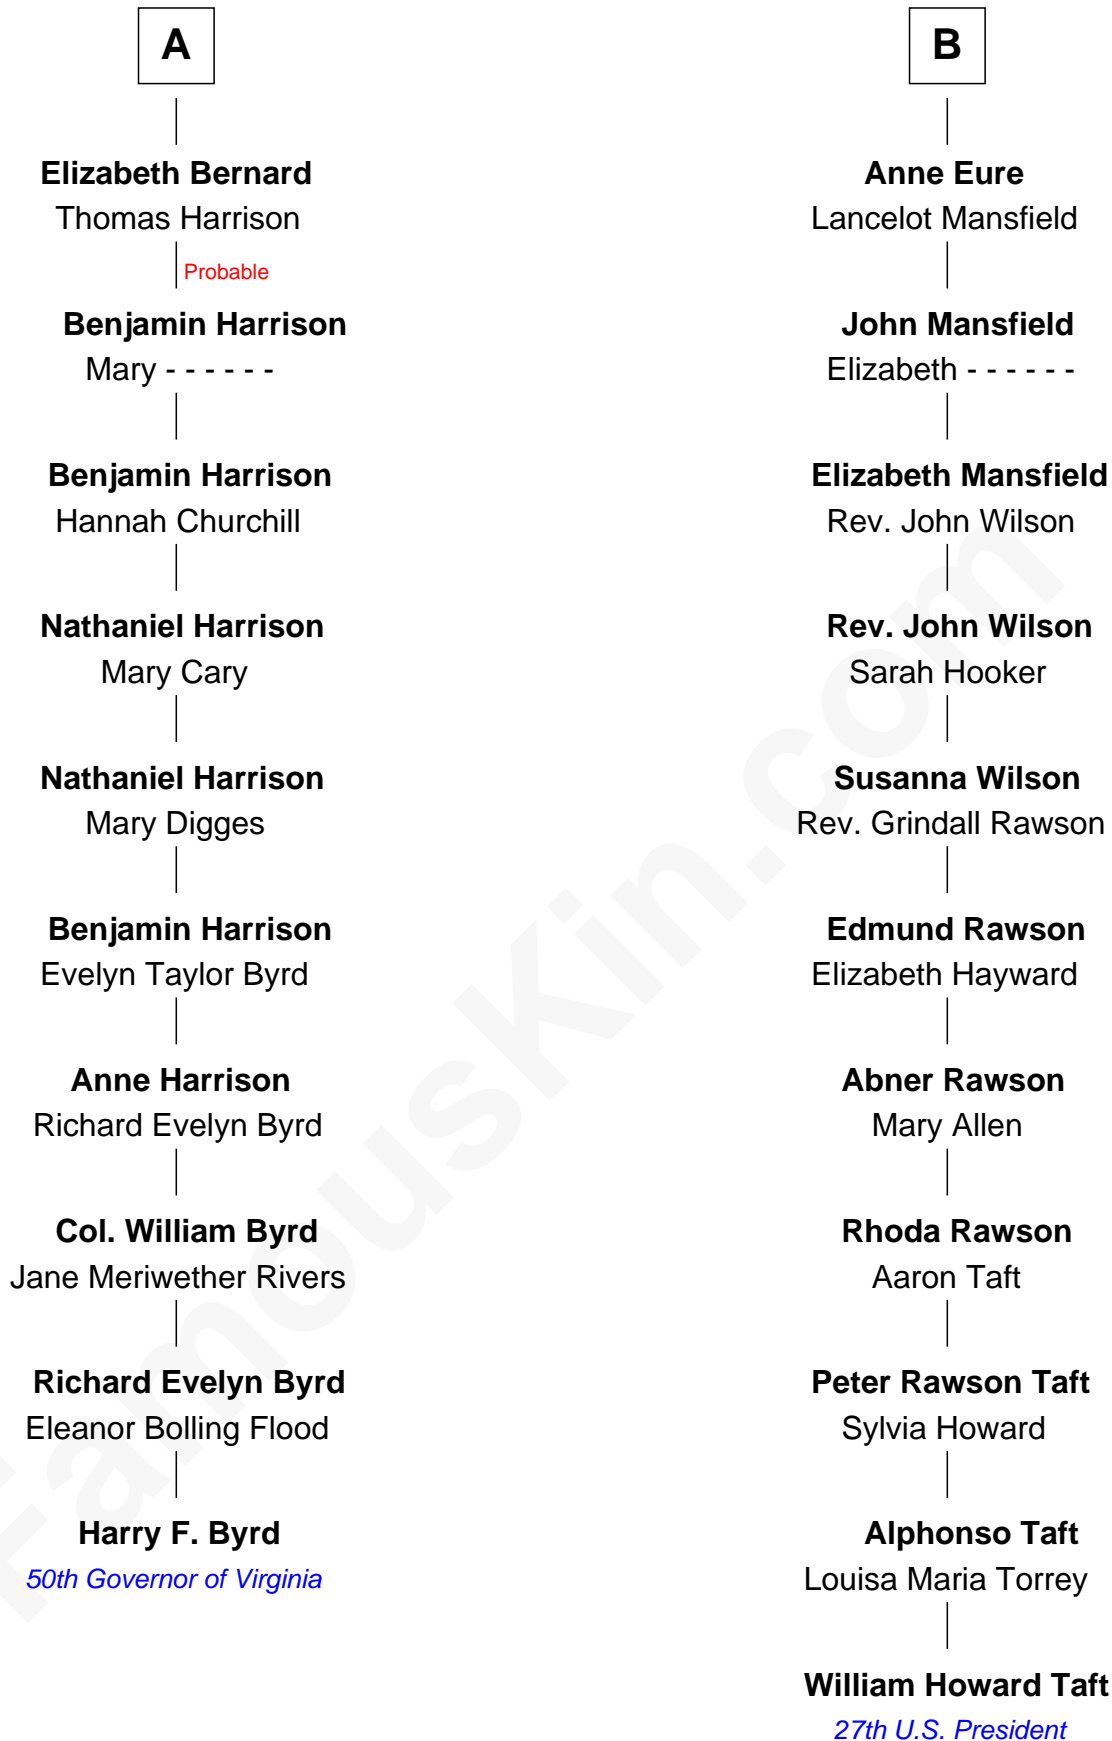 A
Elizabeth Bernard
Thomas Harrison
Probable
Benjamin Harrison
Mary - - - - - -
Benjamin Harrison
Hannah Churchill
Nathaniel Harrison
Mary Cary
Nathaniel Harrison
Mary Digges
Benjamin Harrison
Evelyn Taylor Byrd
Anne Harrison
Richard Evelyn Byrd
Col. William Byrd
Jane Meriwether Rivers
Richard Evelyn Byrd
Eleanor Bolling Flood
Harry F. Byrd
50th Governor of Virginia
B
Anne Eure
Lancelot Mansfield
John Mansfield
Elizabeth - - - - - -
Elizabeth Mansfield
Rev. John Wilson
Rev. John Wilson
Sarah Hooker
Susanna Wilson
Rev. Grindall Rawson
Edmund Rawson
Elizabeth Hayward
Abner Rawson
Mary Allen
Rhoda Rawson
Aaron Taft
Peter Rawson Taft
Sylvia Howard
Alphonso Taft
Louisa Maria Torrey
William Howard Taft
27th U.S. President
FamousKin.com